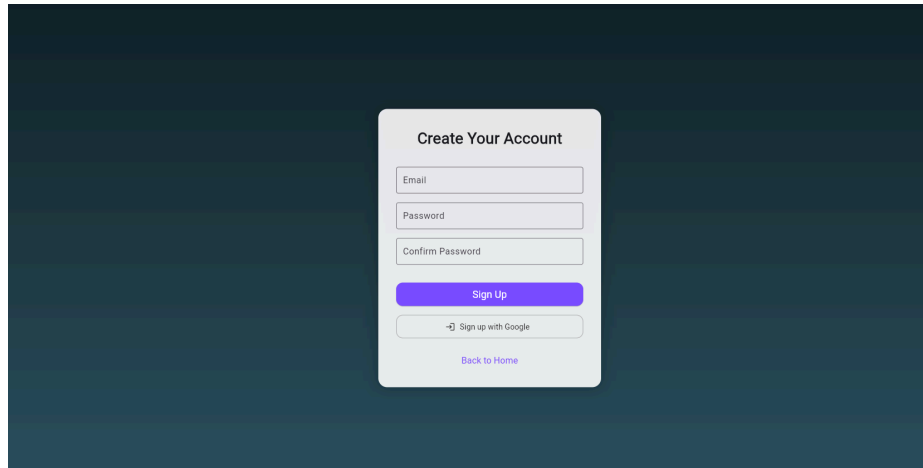 Create Your Account
Email
Password
Confirm Password
Sign Up
Sign up with Google
Back to Home